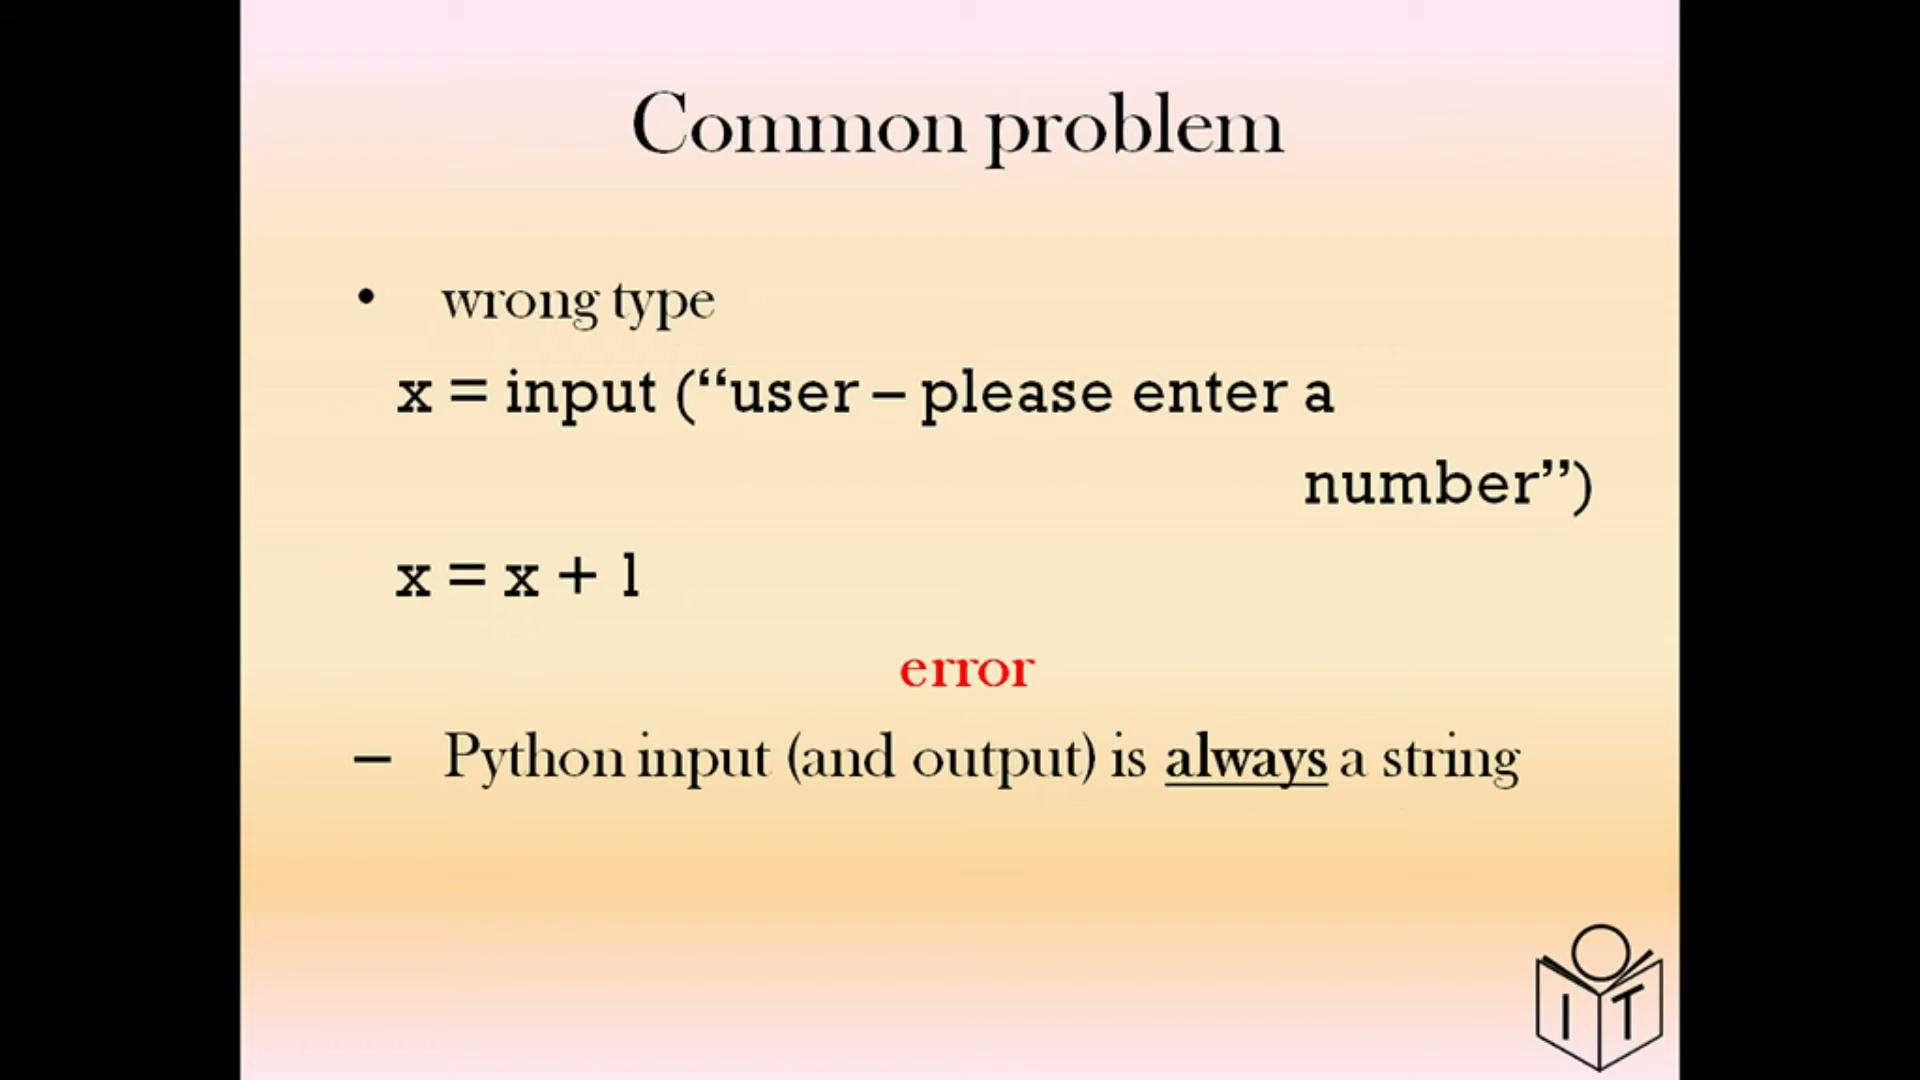 Common problem
• wrong type
x = input (“user – please enter a
number”)
x = x + 1
error
– Python input (and output) is always a string
I T